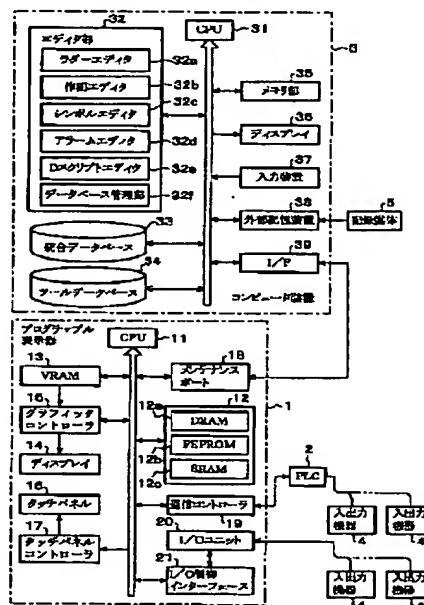 32
エディタ部
ラダーエディタ
32a
作画エディタ
32b
シンボルエディタ
32c
アラームエディタ
32d
Dスクリプトエディタ
32e
データベース管理部
32f
33
統合データベース
34
ツールデータベース
CPU
31
6
35
メモリ部
36
ディスプレイ
37
入力装置
38
外部記憶装置
5
記録媒体
39
I/F
コンピュータ装置
プログラマブル
表示器
CPU
11
13
VRAM
15
グラフィック
コントローラ
14
ディスプレイ
16
タッチパネル
17
タッチパネル
コントローラ
18
メンテナンス
ポート
12
12a
DRAM
12b
FEPROM
12c
SRAM
1
通信コントローラ
19
20
I/Oユニット
21
I/O制御
インターフェース
2
PLC
入出力
機器
4
入出力
機器
4
入出力
機器
4
入出力
機器
4